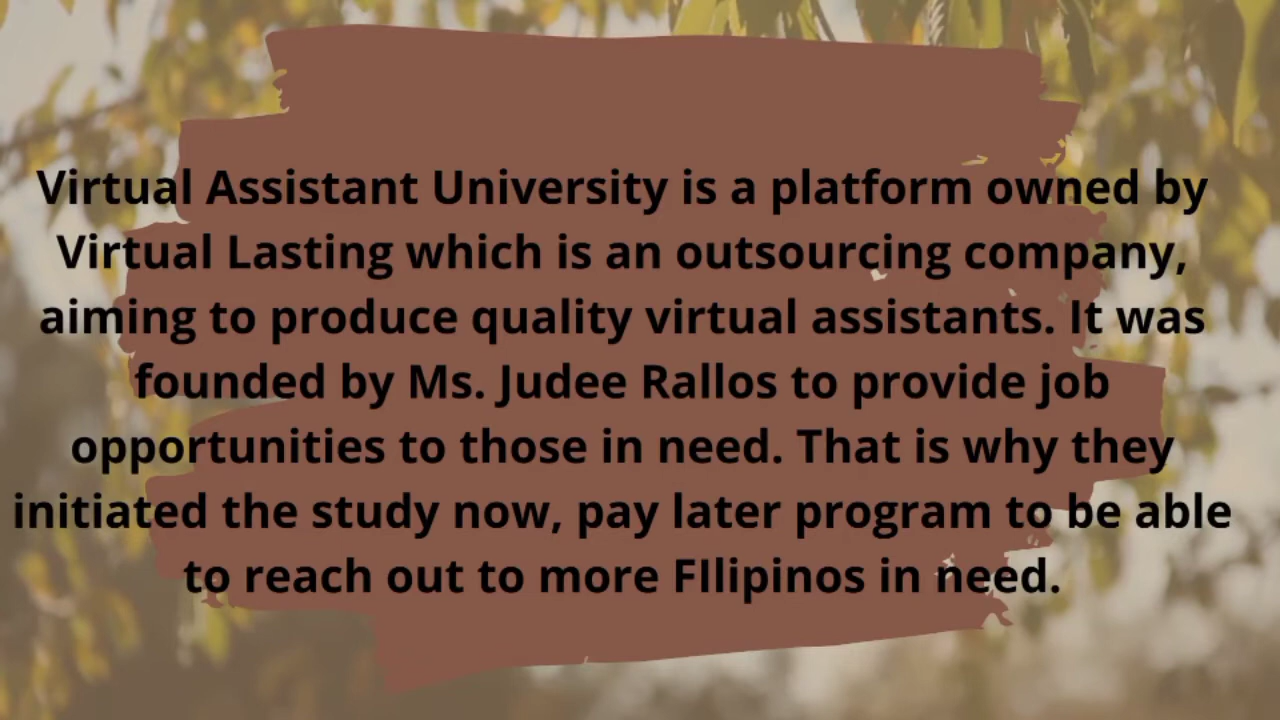 Virtual Assistant University is a platform owned by
Virtual Lasting which is an outsourcing company,
aiming to produce quality virtual assistants. It was
founded by Ms. Judee Rallos to provide job
opportunities to those in need. That is why they
initiated the study now, pay later program to be able
to reach out to more FIlipinos in need.